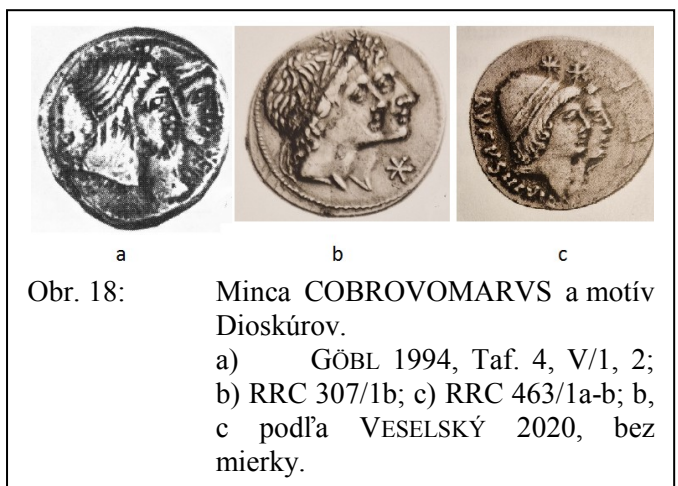 a
b
c
Obr. 18: Minca COBROVOMARVS a motív
Dioskúrov.
a) GÖBL 1994, Taf. 4, V/1, 2;
b) RRC 307/1b; c) RRC 463/1a-b; b,
c podľa VESELSKÝ 2020, bez
mierky.